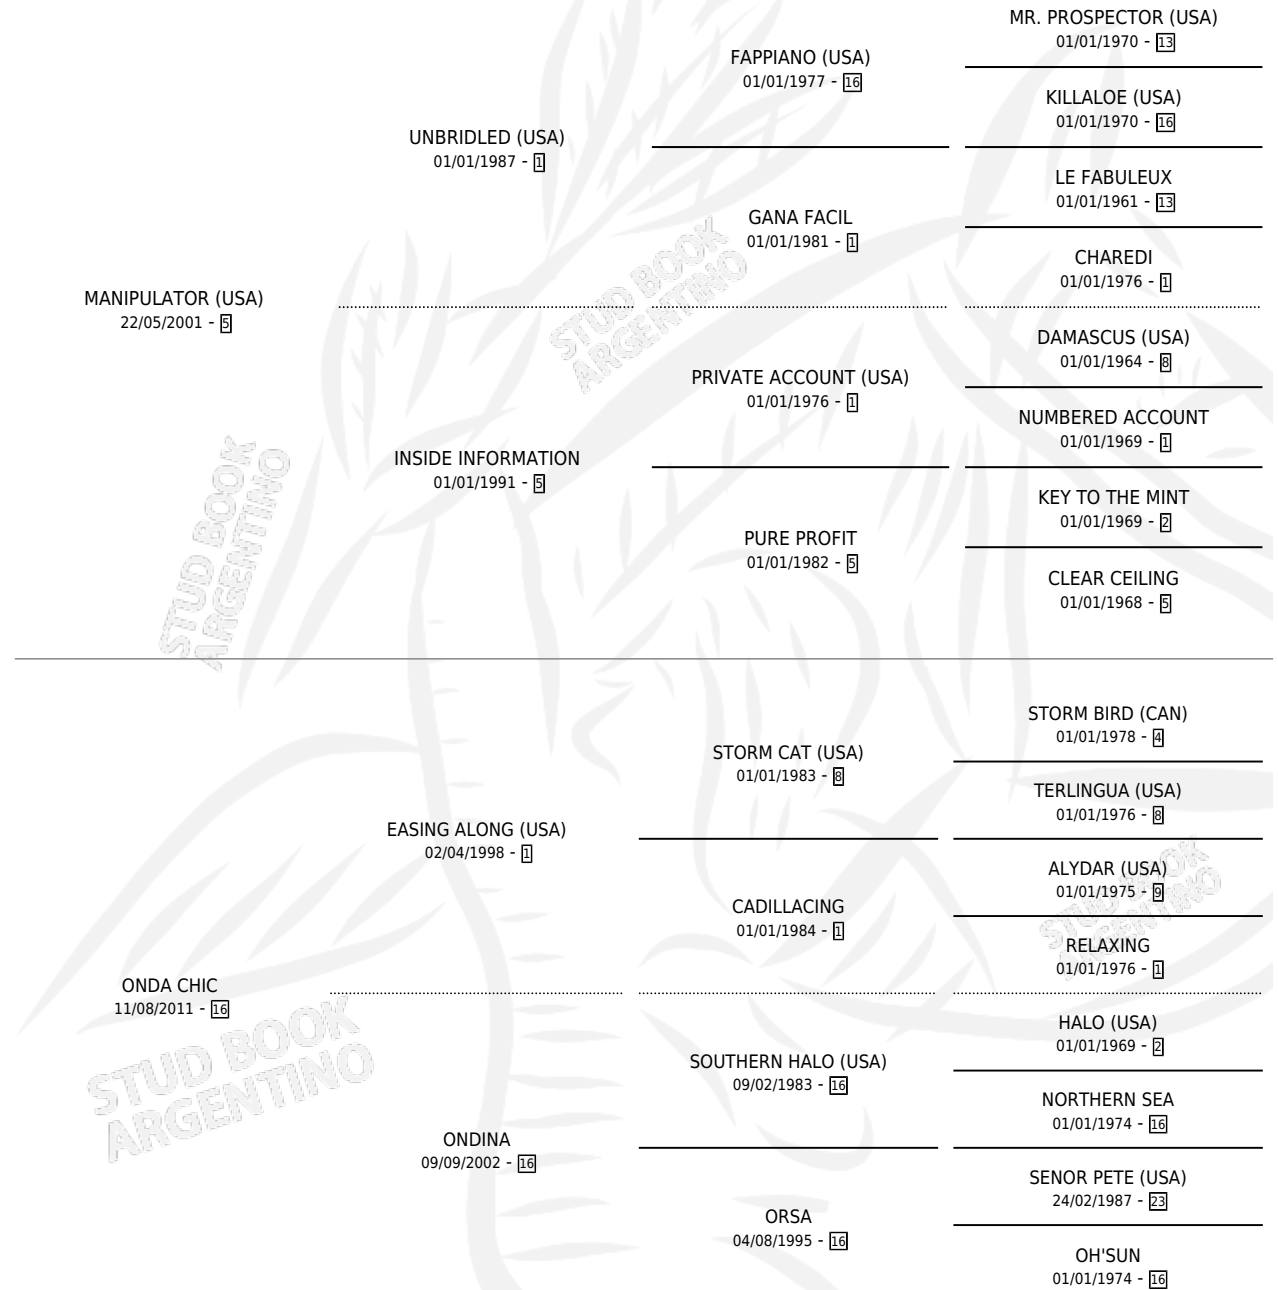 MR. PROSPECTOR (USA)
01/01/1970 - 13
FAPPIANO (USA)
01/01/1977 - 16
KILLALOE (USA)
01/01/1970 - 16
UNBRIDLED (USA)
01/01/1987 - 1
LE FABULEUX
01/01/1961 - 13
GANA FACIL
01/01/1981 - 1
CHAREDI
01/01/1976 - 1
MANIPULATOR (USA)
22/05/2001 - 5
DAMASCUS (USA)
01/01/1964 - 8
PRIVATE ACCOUNT (USA)
01/01/1976 - 1
NUMBERED ACCOUNT
01/01/1969 - 1
INSIDE INFORMATION
01/01/1991 - 5
KEY TO THE MINT
01/01/1969 - 2
PURE PROFIT
01/01/1982 - 5
CLEAR CEILING
01/01/1968 - 5
STORM BIRD (CAN)
01/01/1978 - 4
STORM CAT (USA)
01/01/1983 - 8
TERLINGUA (USA)
01/01/1976 - 8
EASING ALONG (USA)
02/04/1998 - 1
ALYDAR (USA)
01/01/1975 - 9
CADILLACING
01/01/1984 - 1
RELAXING
01/01/1976 - 1
ONDA CHIC
11/08/2011 - 16
HALO (USA)
01/01/1969 - 2
SOUTHERN HALO (USA)
09/02/1983 - 16
NORTHERN SEA
01/01/1974 - 16
ONDINA
09/09/2002 - 16
SENOR PETE (USA)
24/02/1987 - 23
ORSA
04/08/1995 - 16
OH'SUN
01/01/1974 - 16
STUD BOOK
ARGENTINO
STUD BOOK
ARGENTINO
STUD BOOK
ARGENTINO
STUD BOOK
ARGENTINO